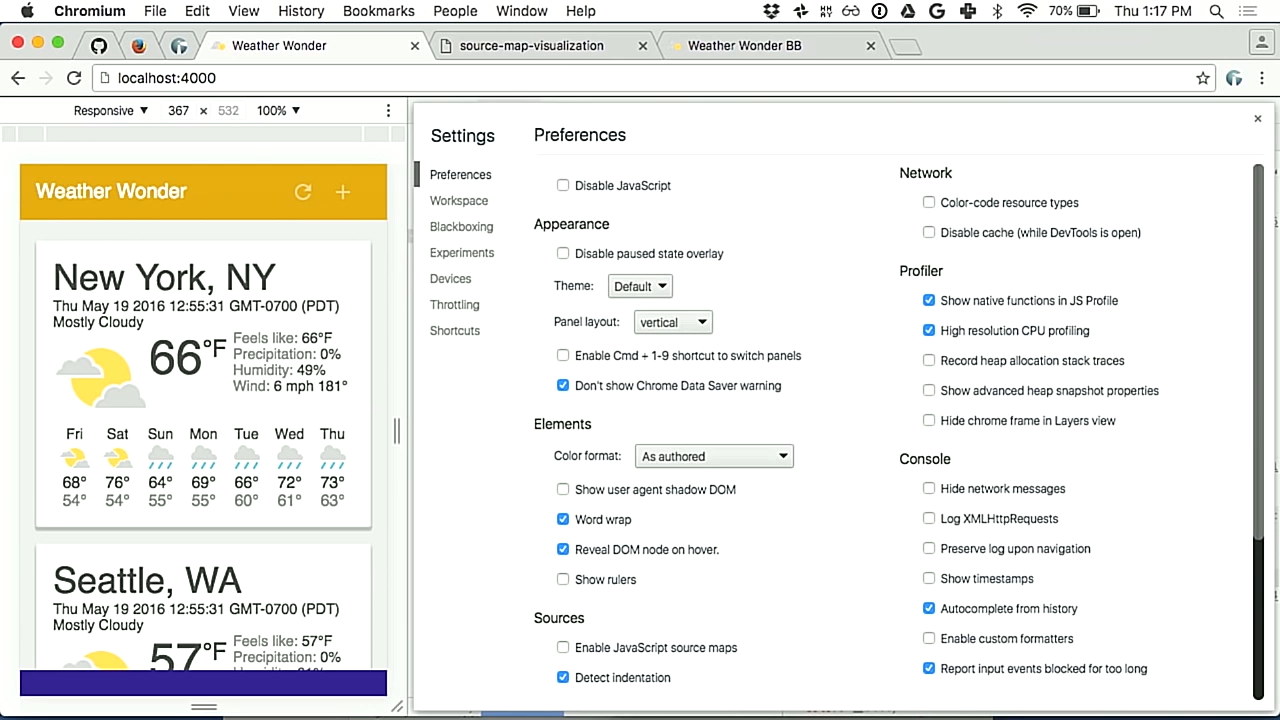 Chromium File Edit View History Bookmarks People Window Help 70% Thu 1:17 PM
Weather Wonder source-map-visualization Weather Wonder BB
localhost:4000
Responsive 367 × 532 100%
Weather Wonder
New York, NY
Thu May 19 2016 12:55:31 GMT-0700 (PDT)
Mostly Cloudy
66°F
Feels like: 66°F
Precipitation: 0%
Humidity: 49%
Wind: 6 mph 181°
Fri Sat Sun Mon Tue Wed Thu
68° 76° 64° 69° 66° 72° 73°
54° 54° 55° 55° 60° 61° 63°
Seattle, WA
Thu May 19 2016 12:55:31 GMT-0700 (PDT)
Mostly Cloudy
57°F
Feels like: 57°F
Precipitation: 0%
Settings
Preferences
Workspace
Blackboxing
Experiments
Devices
Throttling
Shortcuts
Preferences
Disable JavaScript
Appearance
Disable paused state overlay
Theme: Default
Panel layout: vertical
Enable Cmd + 1-9 shortcut to switch panels
Don't show Chrome Data Saver warning
Elements
Color format: As authored
Show user agent shadow DOM
Word wrap
Reveal DOM node on hover.
Show rulers
Sources
Enable JavaScript source maps
Detect indentation
Network
Color-code resource types
Disable cache (while DevTools is open)
Profiler
Show native functions in JS Profile
High resolution CPU profiling
Record heap allocation stack traces
Show advanced heap snapshot properties
Hide chrome frame in Layers view
Console
Hide network messages
Log XMLHttpRequests
Preserve log upon navigation
Show timestamps
Autocomplete from history
Enable custom formatters
Report input events blocked for too long